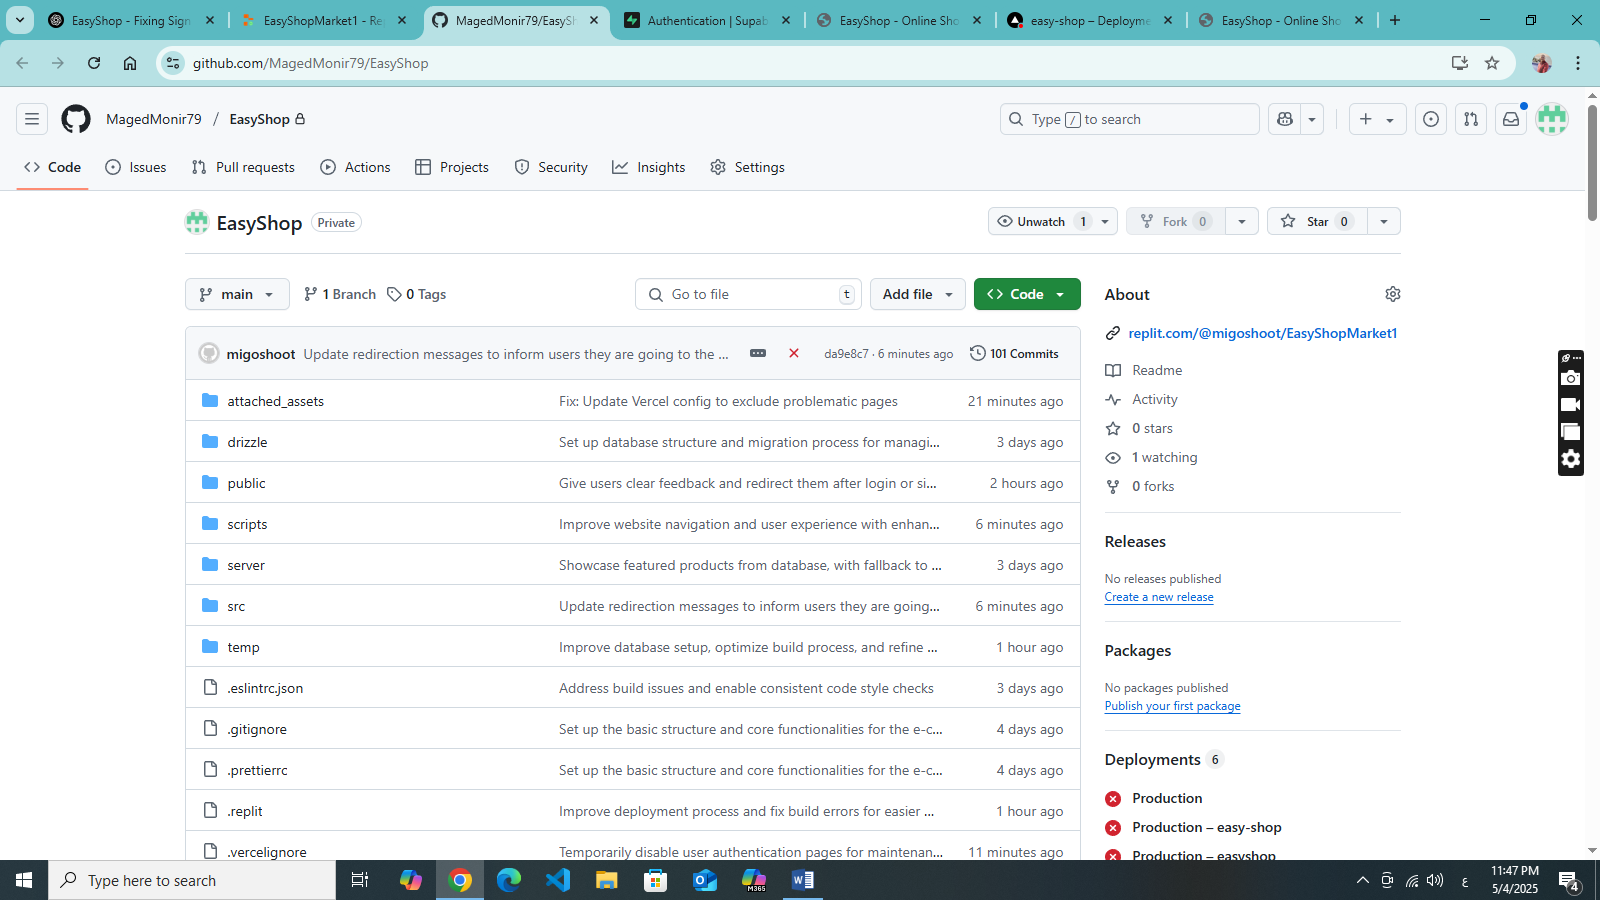 EasyShop - Fixing Sign
EasyShopMarket1 - Rep
MagedMonir79/EasySh
Authentication | Supab
EasyShop - Online Sho
easy-shop – Deployme
EasyShop - Online Sho
github.com/MagedMonir79/EasyShop
MagedMonir79 / EasyShop
Type / to search
Code
Issues
Pull requests
Actions
Projects
Security
Insights
Settings
EasyShop Private
Unwatch 1
Fork 0
Star 0
main
1 Branch
0 Tags
Go to file t
Add file
Code
migoshoot Update redirection messages to inform users they are going to the ... da9e8c7 · 6 minutes ago 101 Commits
attached_assets Fix: Update Vercel config to exclude problematic pages 21 minutes ago
drizzle Set up database structure and migration process for managi... 3 days ago
public Give users clear feedback and redirect them after login or si... 2 hours ago
scripts Improve website navigation and user experience with enhan... 6 minutes ago
server Showcase featured products from database, with fallback to ... 3 days ago
src Update redirection messages to inform users they are going... 6 minutes ago
temp Improve database setup, optimize build process, and refine ... 1 hour ago
.eslintrc.json Address build issues and enable consistent code style checks 3 days ago
.gitignore Set up the basic structure and core functionalities for the e-c... 4 days ago
.prettierrc Set up the basic structure and core functionalities for the e-c... 4 days ago
.replit Improve deployment process and fix build errors for easier ... 1 hour ago
.vercelignore Temporarily disable user authentication pages for maintenan... 11 minutes ago
About
replit.com/@migoshoot/EasyShopMarket1
Readme
Activity
0 stars
1 watching
0 forks
Releases
No releases published
Create a new release
Packages
No packages published
Publish your first package
Deployments 6
Production
Production – easy-shop
Production – easyshop
Type here to search
M365
ع
11:47 PM
5/4/2025
4